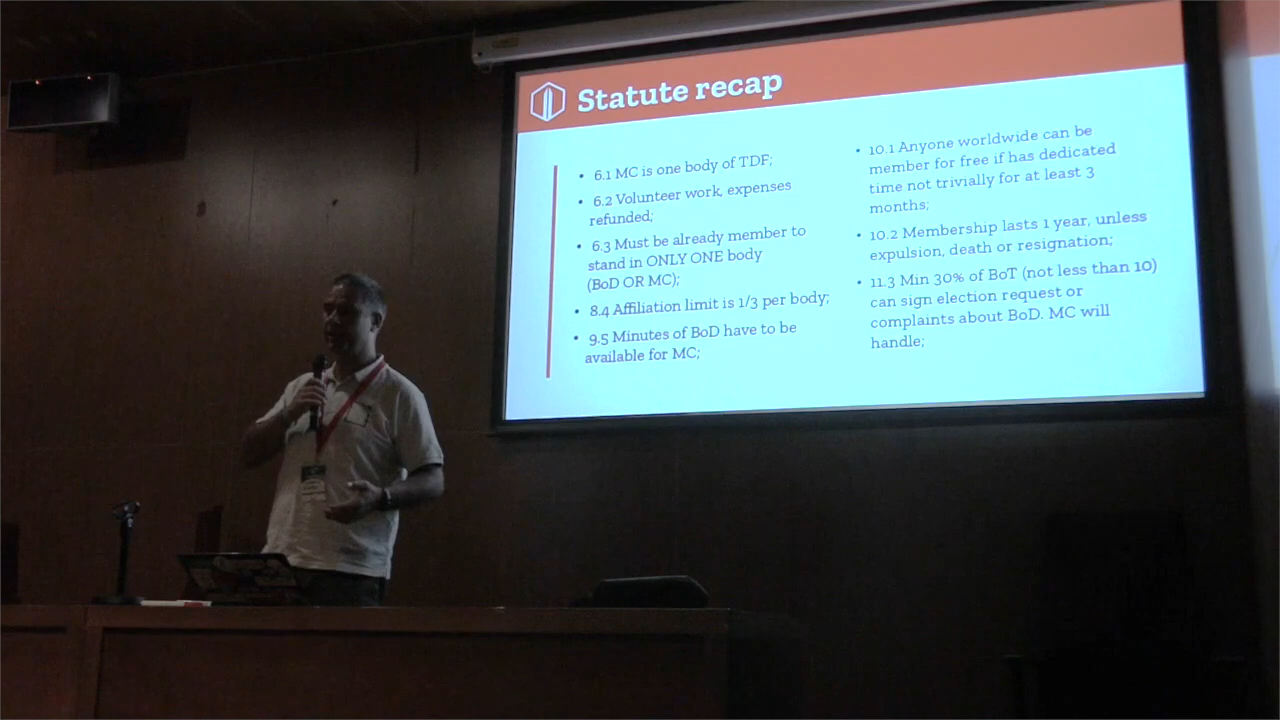 Statute recap
• 6.1 MC is one body of TDF;
• 6.2 Volunteer work, expenses
refunded;
• 6.3 Must be already member to
stand in ONLY ONE body
(BoD OR MC);
• 8.4 Affiliation limit is 1/3 per body;
• 9.5 Minutes of BoD have to be
available for MC;
• 10.1 Anyone worldwide can be
member for free if has dedicated
time not trivially for at least 3
months;
• 10.2 Membership lasts 1 year, unless
expulsion, death or resignation;
• 11.3 Min 30% of BoT (not less than 10)
can sign election request or
complaints about BoD. MC will
handle;